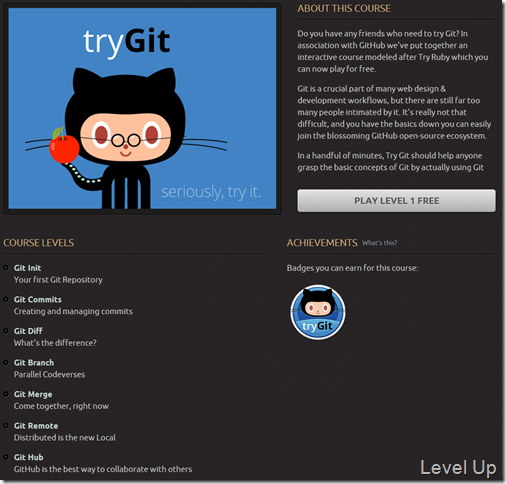 tryGit
seriously, try it.
ABOUT THIS COURSE
Do you have any friends who need to try Git? In
association with GitHub we've put together an
interactive course modeled after Try Ruby which you
can now play for free.
Git is a crucial part of many web design &
development workflows, but there are still far too
many people intimated by it. It's really not that
difficult, and you have the basics down you can easily
join the blossoming GitHub open-source ecosystem.
In a handful of minutes, Try Git should help anyone
grasp the basic concepts of Git by actually using Git
PLAY LEVEL 1 FREE
COURSE LEVELS
Git Init
Your first Git Repository
Git Commits
Creating and managing commits
Git Diff
What's the difference?
Git Branch
Parallel Codeverses
Git Merge
Come together, right now
Git Remote
Distributed is the new Local
Git Hub
GitHub is the best way to collaborate with others
ACHIEVEMENTS What's this?
Badges you can earn for this course:
tryGit
Level Up